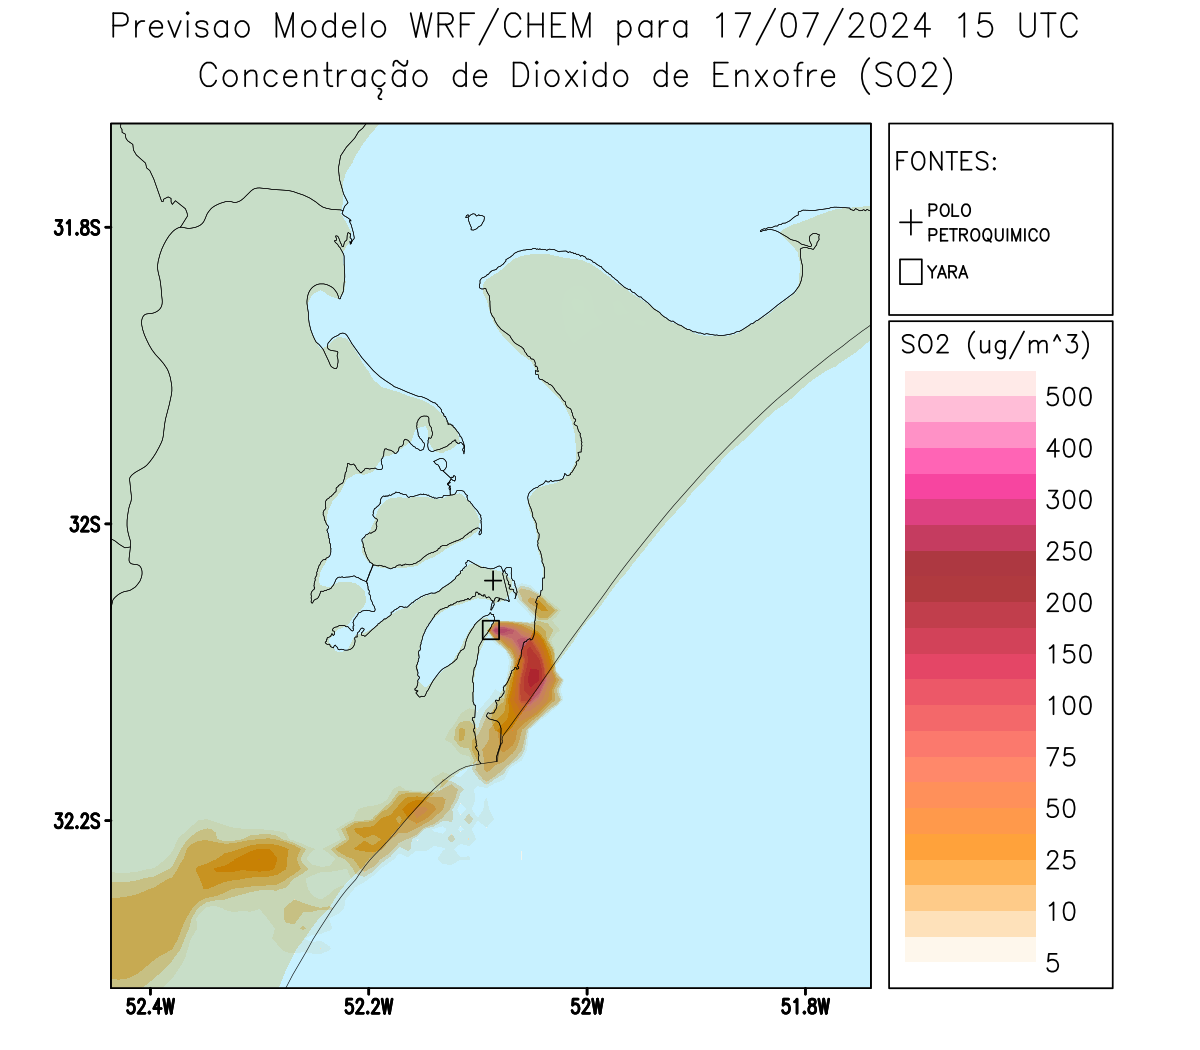 Previsao Modelo WRF/CHEM para 17/07/2024 15 UTC
Concentração de Dioxido de Enxofre (SO2)
FONTES:
POLO
PETROQUIMICO
YARA
31.8S
32S
32.2S
52.4W
52.2W
52W
51.8W
SO2 (ug/m^3)
500
400
300
250
200
150
100
75
50
25
10
5